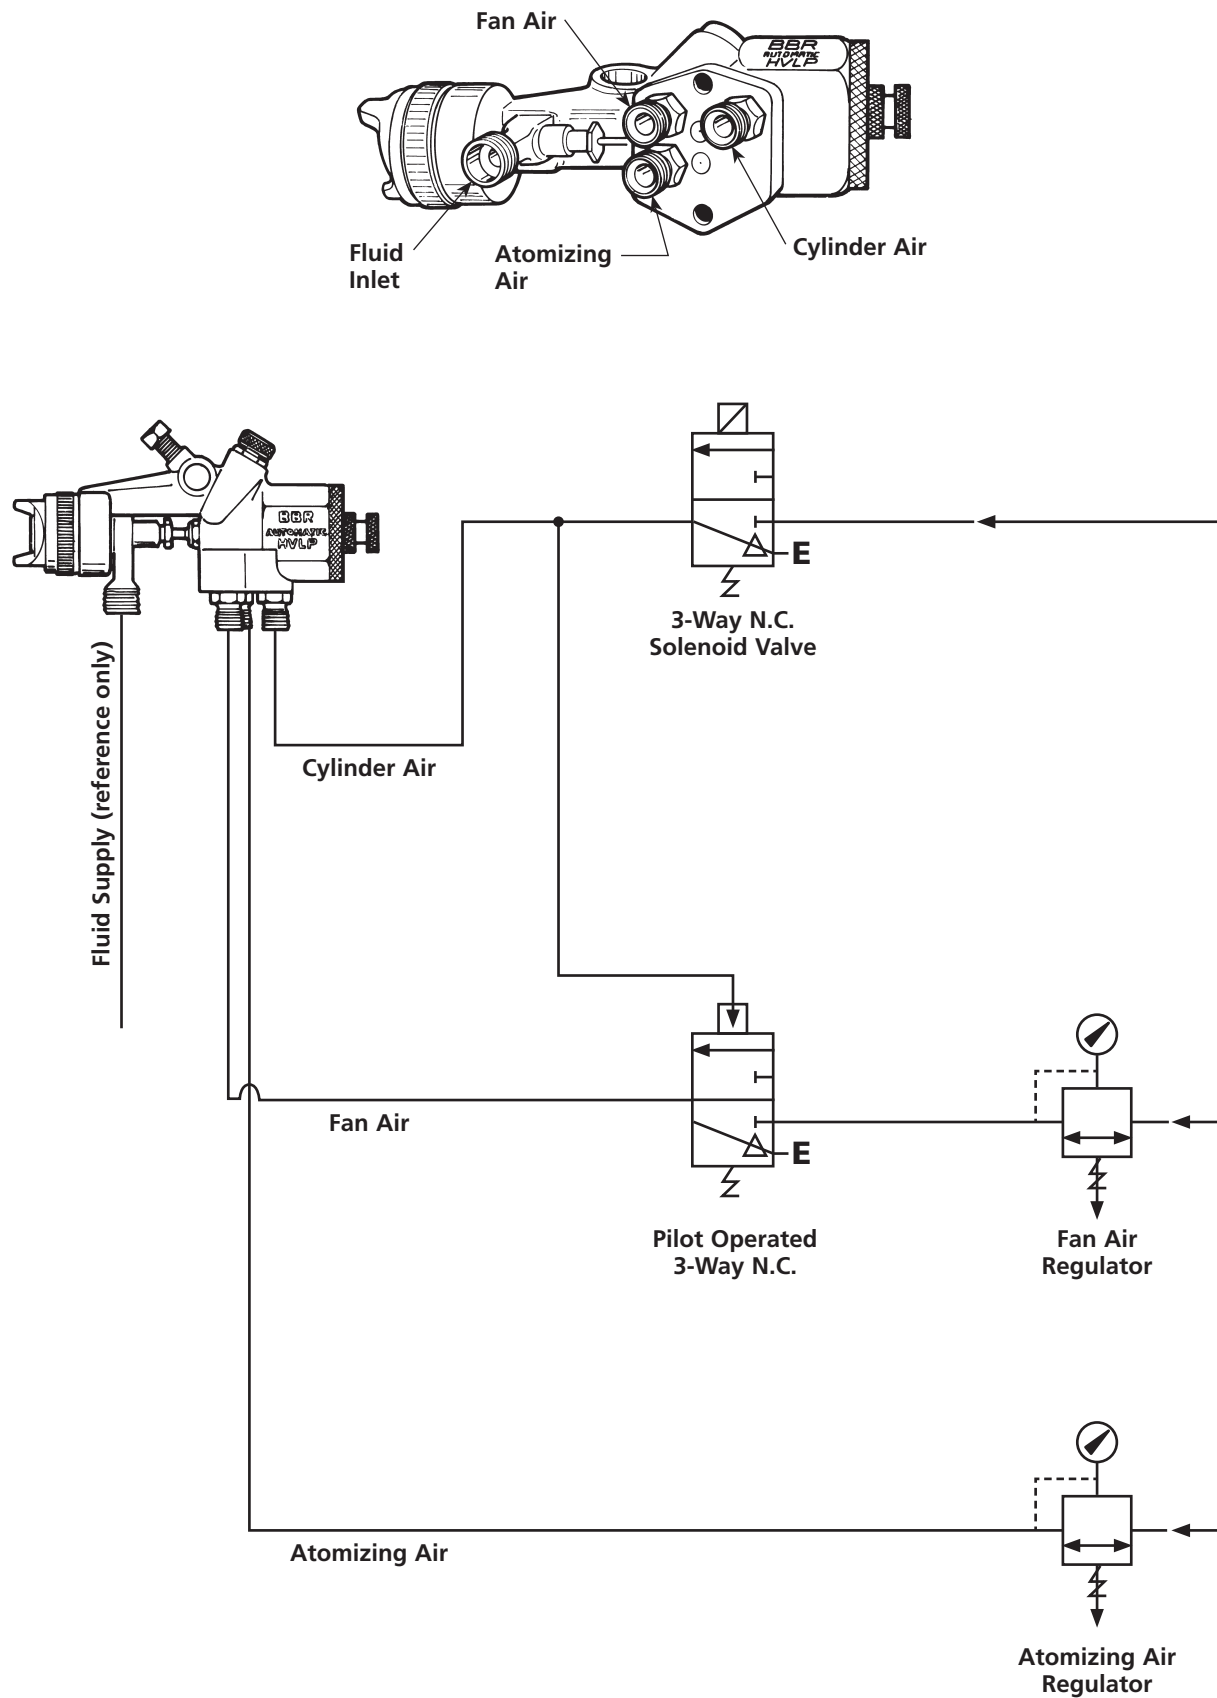 Fan Air
BBR
AUTOMATIC
HVLP
Fluid
Inlet
Atomizing
Air
Cylinder Air
BBR
AUTOMATIC
HVLP
E
3-Way N.C.
Solenoid Valve
Fluid Supply (reference only)
Cylinder Air
Fan Air
E
Pilot Operated
3-Way N.C.
Fan Air
Regulator
Atomizing Air
Atomizing Air
Regulator